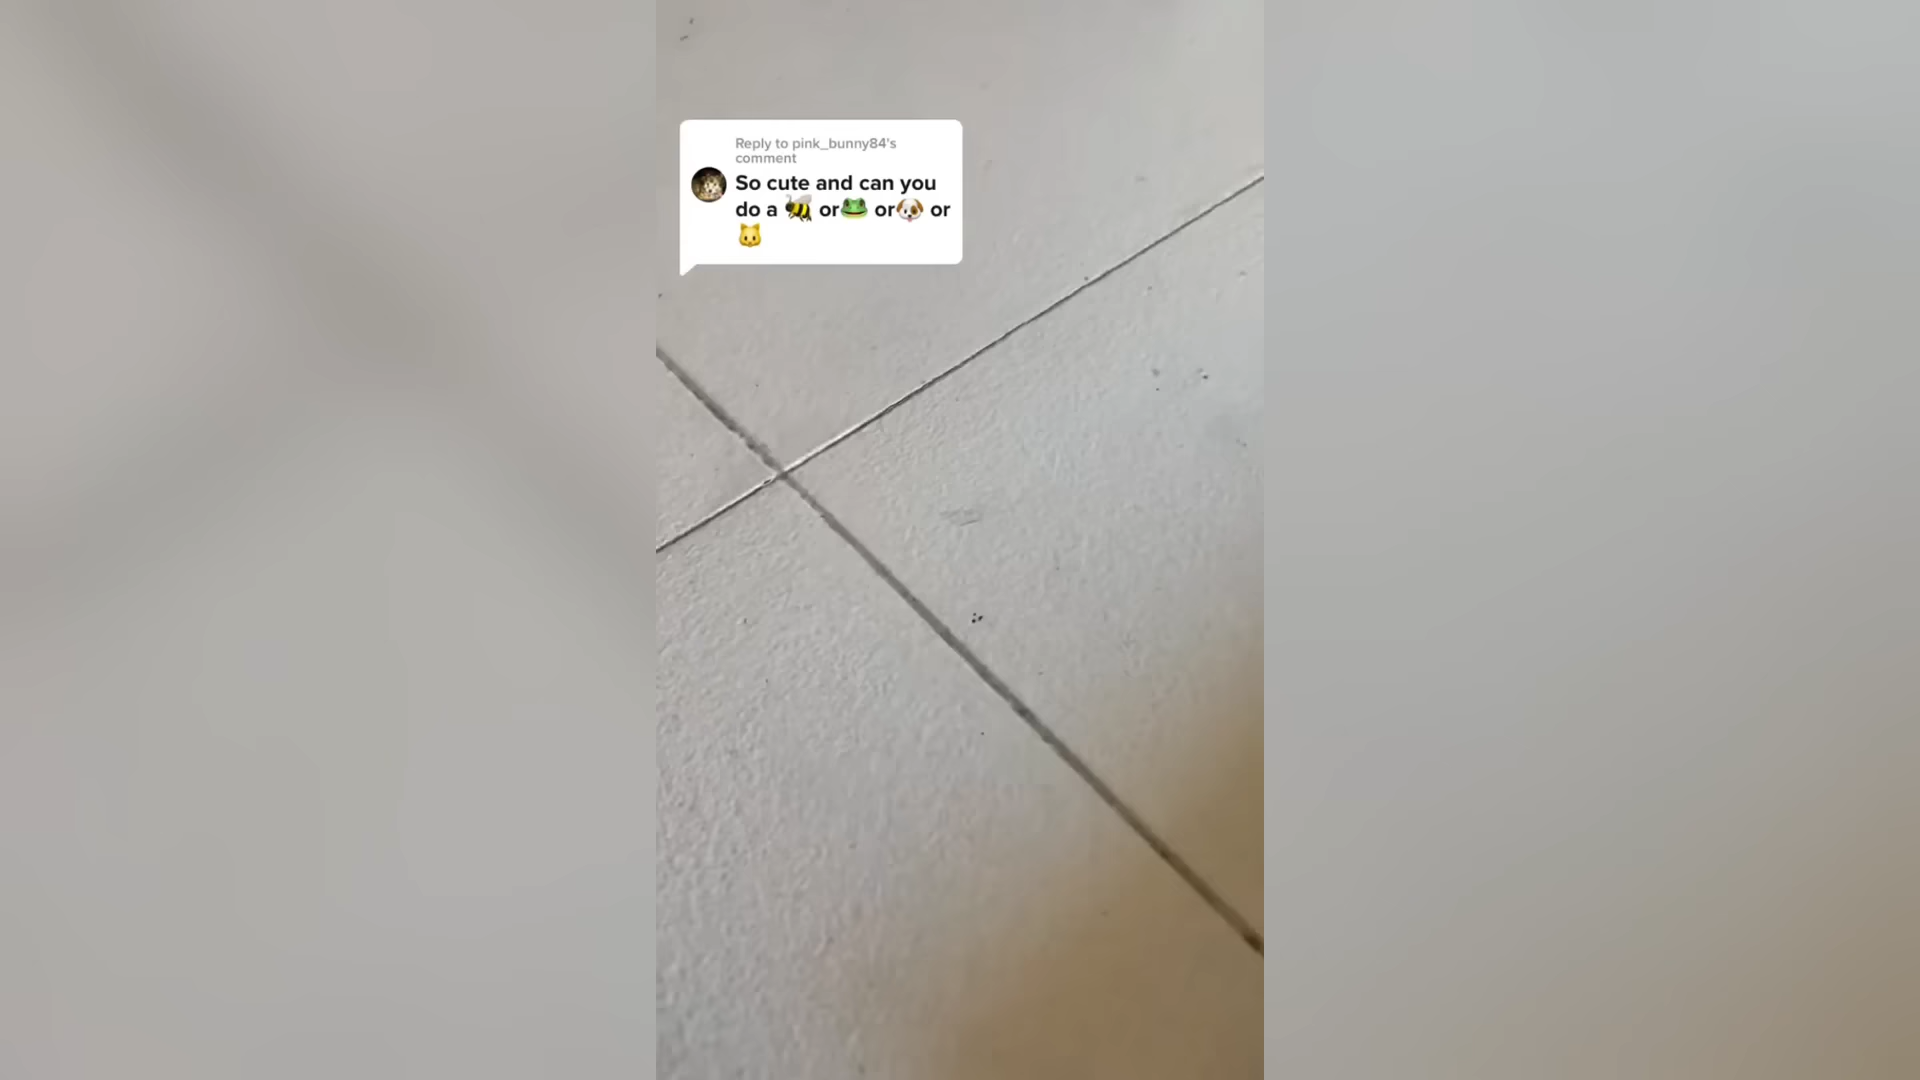 Reply to pink_bunny84's
comment
So cute and can you
do a 🐝 or🐸 or🐶 or
🐱